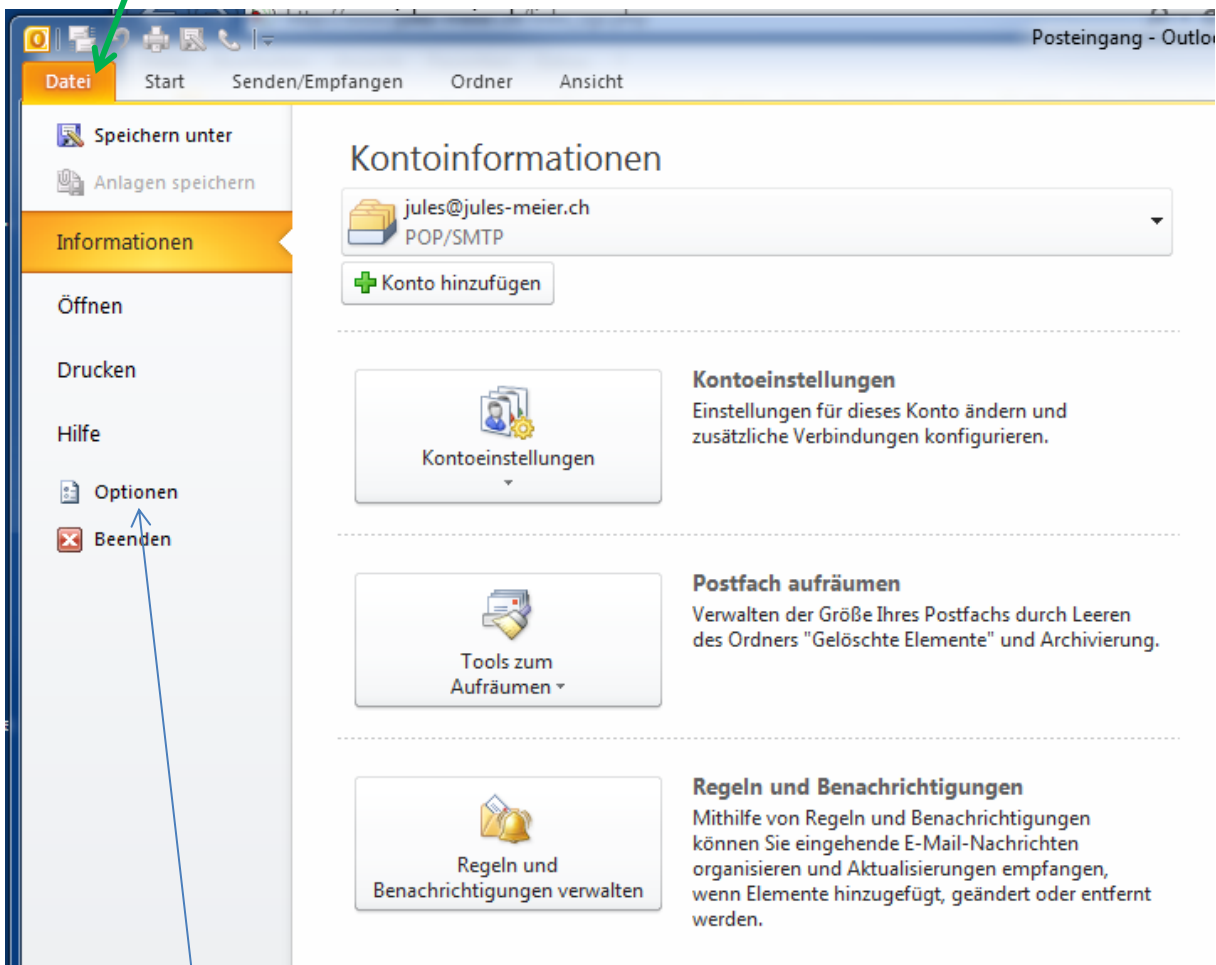 Posteingang - Outlo
Datei Start Senden/Empfangen Ordner Ansicht
Speichern unter
Anlagen speichern
Informationen
Öffnen
Drucken
Hilfe
Optionen
Beenden
Kontoinformationen
jules@jules-meier.ch
POP/SMTP
Konto hinzufügen
Kontoeinstellungen
Kontoeinstellungen
Einstellungen für dieses Konto ändern und
zusätzliche Verbindungen konfigurieren.
Tools zum
Aufräumen
Postfach aufräumen
Verwalten der Größe Ihres Postfachs durch Leeren
des Ordners "Gelöschte Elemente" und Archivierung.
Regeln und
Benachrichtigungen verwalten
Regeln und Benachrichtigungen
Mithilfe von Regeln und Benachrichtigungen
können Sie eingehende E-Mail-Nachrichten
organisieren und Aktualisierungen empfangen,
wenn Elemente hinzugefügt, geändert oder entfernt
werden.